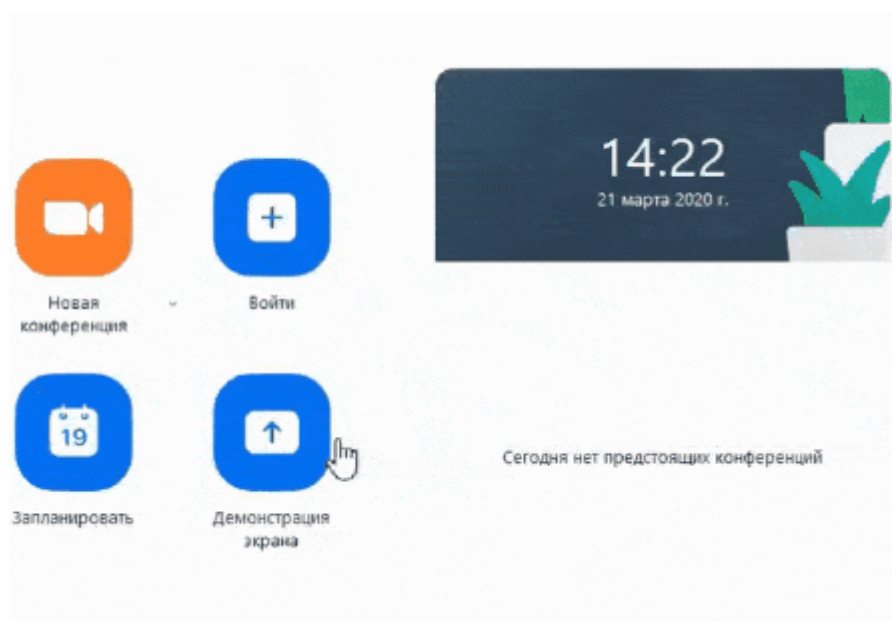 14:22
21 марта 2020 г.
Новая
конференция
Войти
19
Запланировать
Демонстрация
экрана
Сегодня нет предстоящих конференций